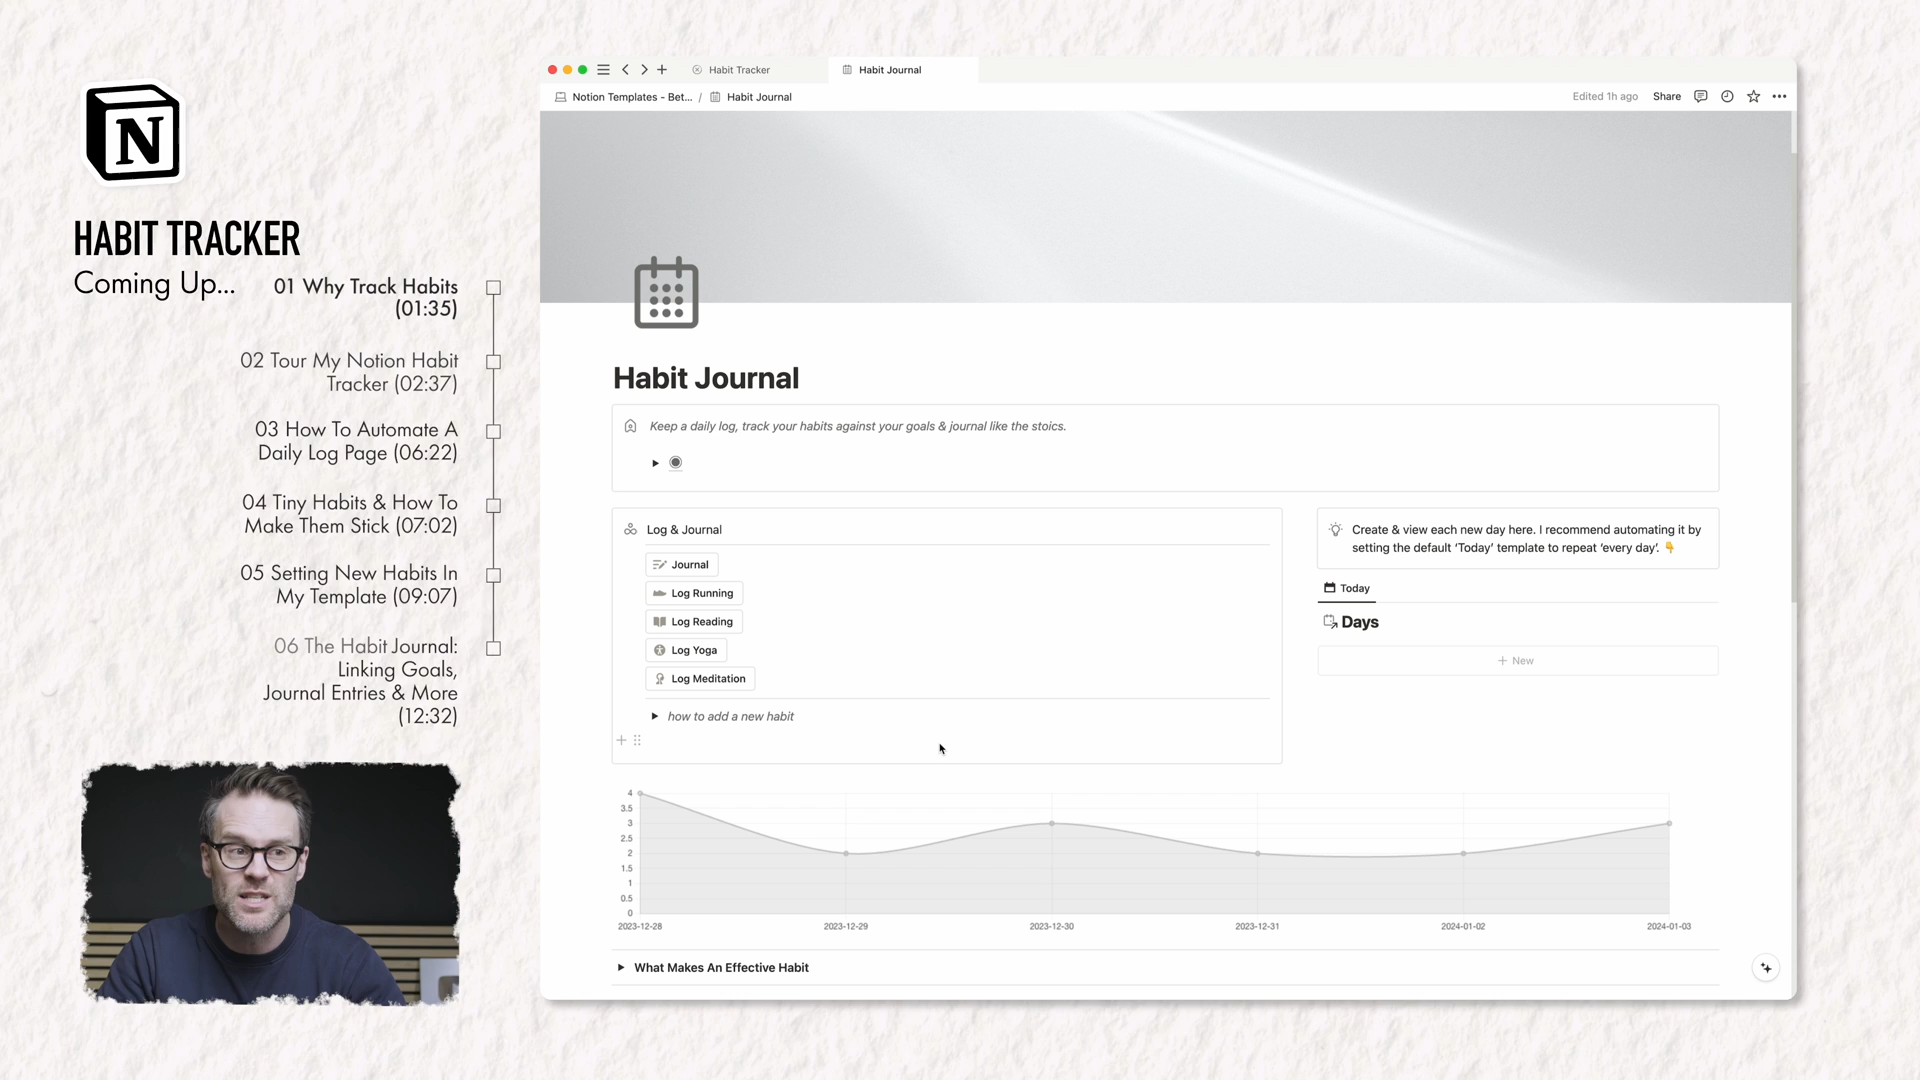 N
HABIT TRACKER
Coming Up...
01 Why Track Habits
(01:35)
02 Tour My Notion Habit
Tracker (02:37)
03 How To Automate A
Daily Log Page (06:22)
04 Tiny Habits & How To
Make Them Stick (07:02)
05 Setting New Habits In
My Template (09:07)
06 The Habit Journal:
Linking Goals,
Journal Entries & More
(12:32)
Habit Tracker
Habit Journal
Notion Templates - Bet... / Habit Journal
Edited 1h ago
Share
Habit Journal
Keep a daily log, track your habits against your goals & journal like the stoics.
Log & Journal
Journal
Log Running
Log Reading
Log Yoga
Log Meditation
how to add a new habit
Create & view each new day here. I recommend automating it by
setting the default ‘Today’ template to repeat ‘every day’. 👇
Today
Days
+ New
4
3.5
3
2.5
2
1.5
1
0.5
0
2023-12-28
2023-12-29
2023-12-30
2023-12-31
2024-01-02
2024-01-03
What Makes An Effective Habit